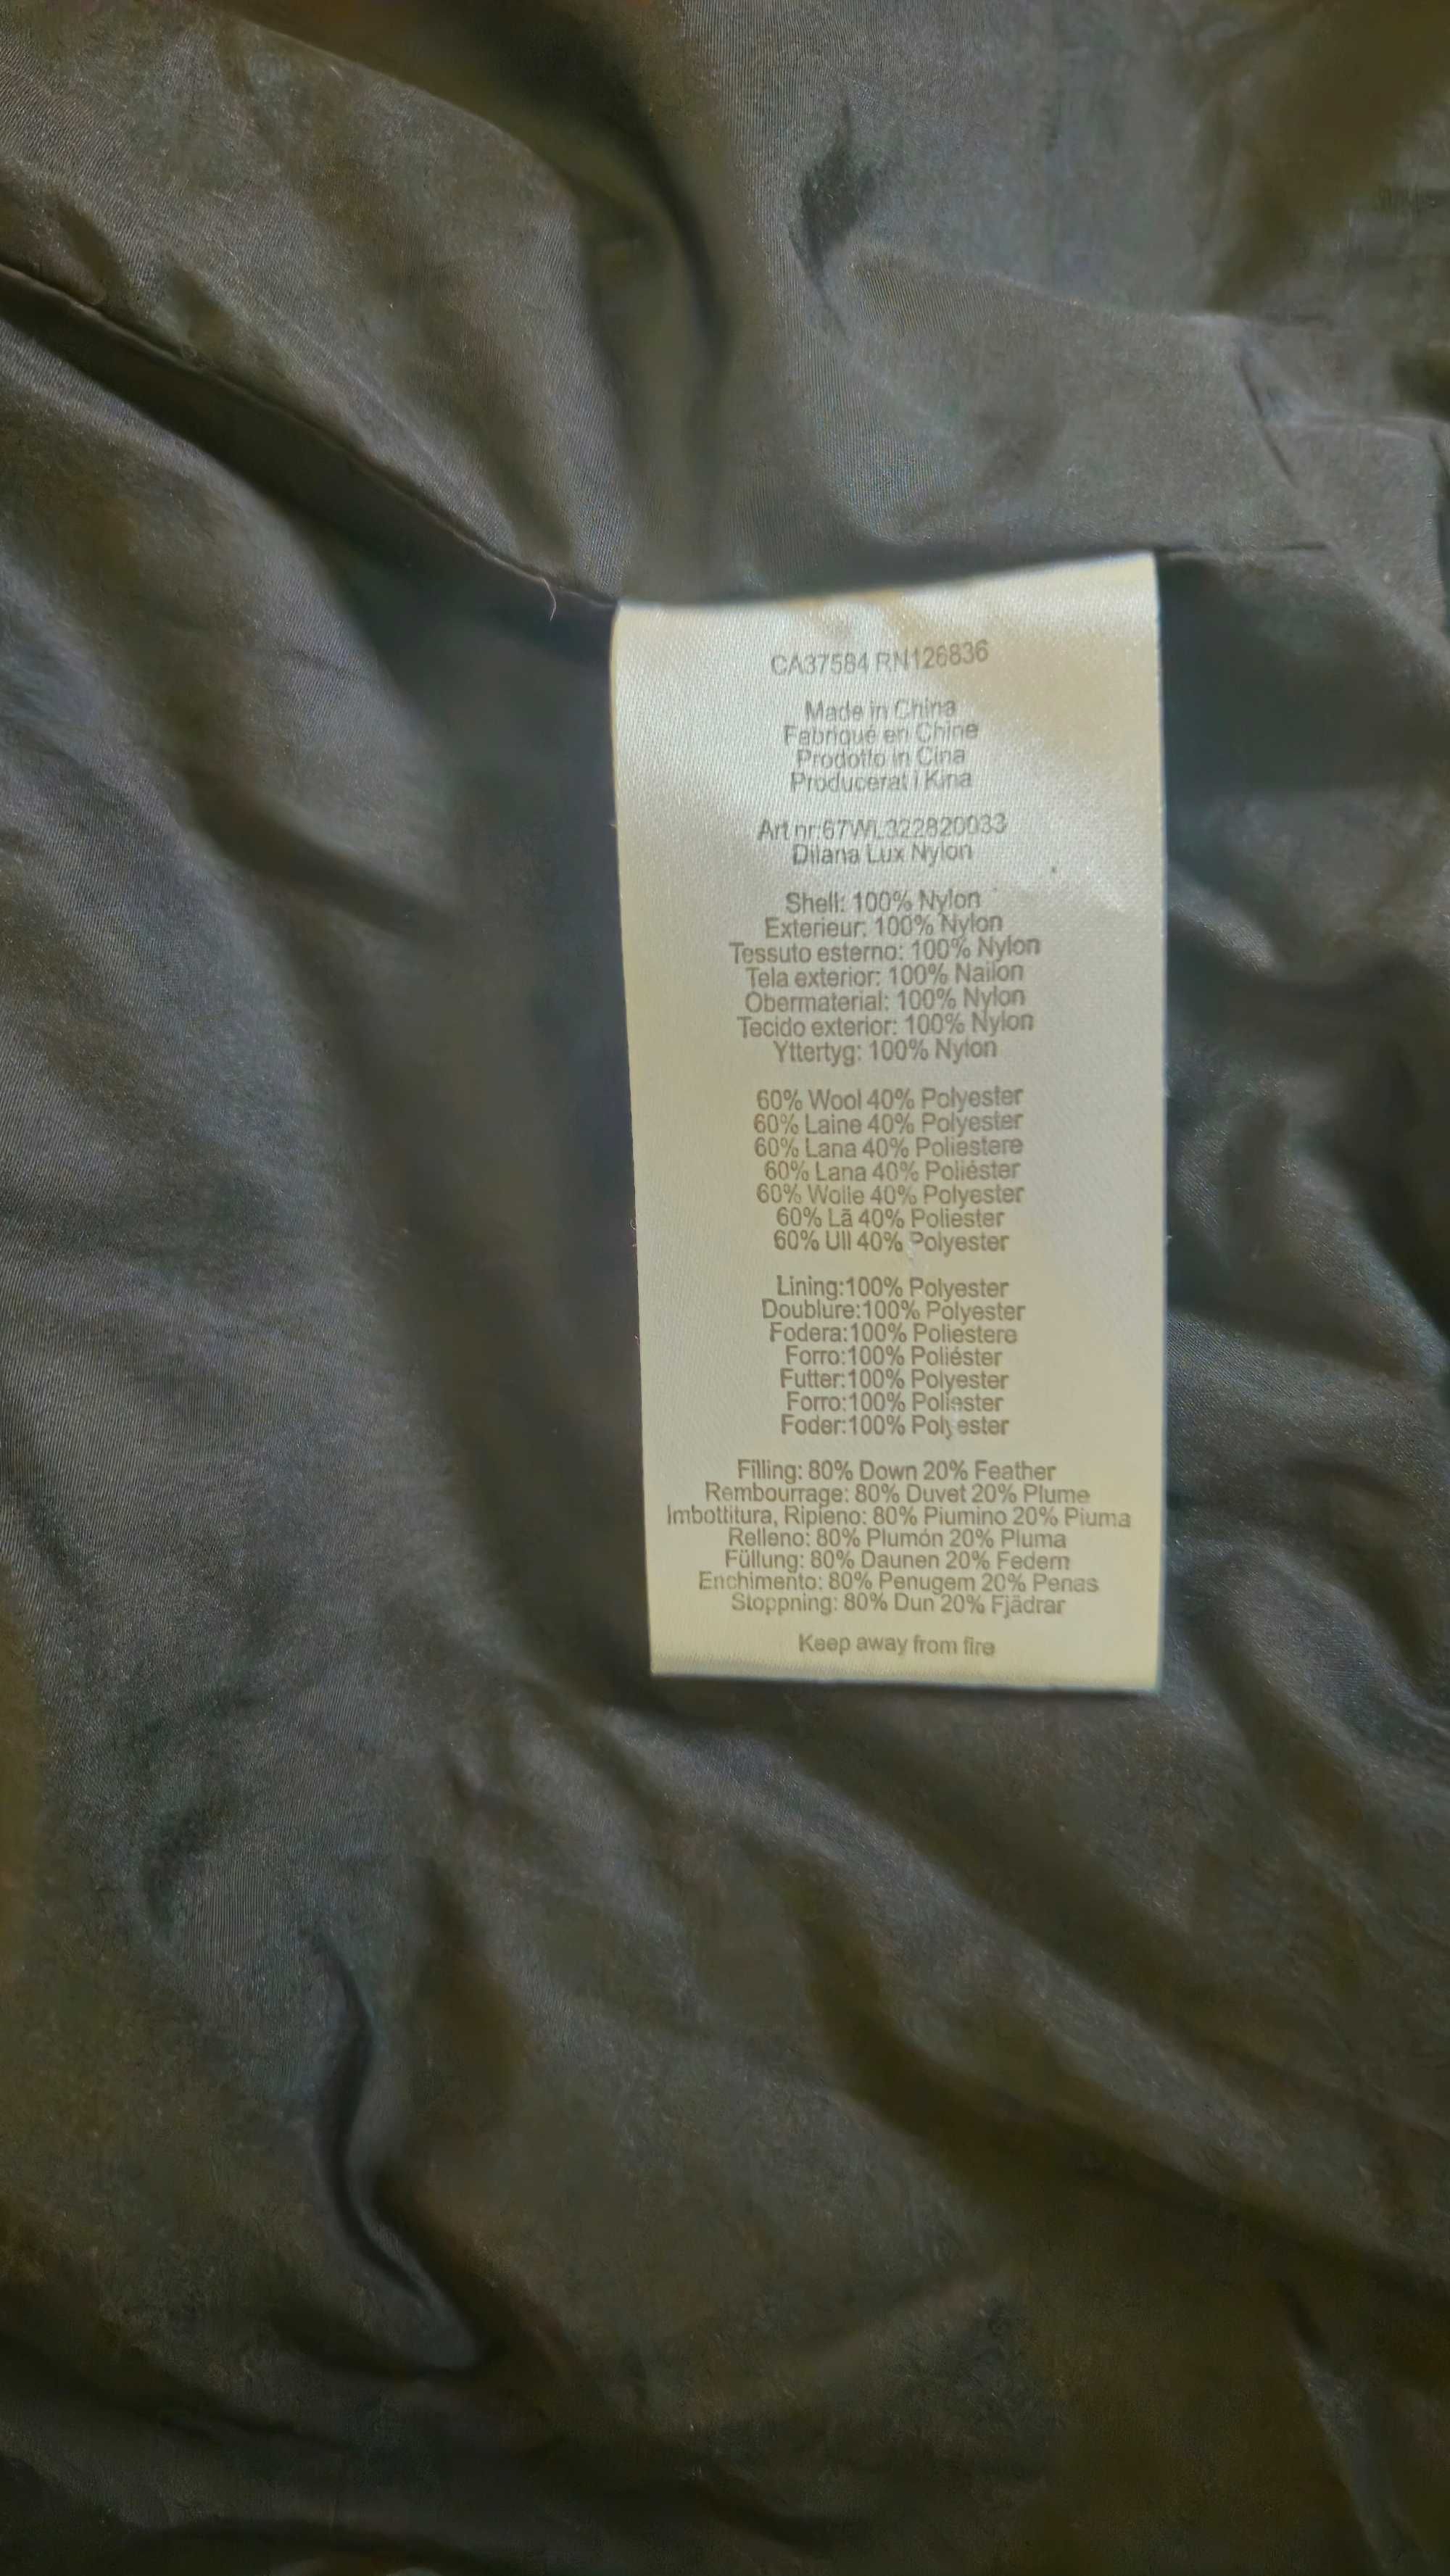 CA37584 RN126836
Made in China
Fabriqué en Chine
Prodotto in Cina
Producerat i Kina
Art nr:67WL322820033
Dilana Lux Nylon
Shell: 100% Nylon
Exterieur: 100% Nylon
Tessuto esterno: 100% Nylon
Tela exterior: 100% Nailon
Obermaterial: 100% Nylon
Tecido exterior: 100% Nylon
Yttertyg: 100% Nylon
60% Wool 40% Polyester
60% Laine 40% Polyester
60% Lana 40% Poliestere
60% Lana 40% Poliéster
60% Wolle 40% Polyester
60% Lã 40% Poliester
60% Ull 40% Polyester
Lining:100% Polyester
Doublure:100% Polyester
Fodera:100% Poliestere
Forro:100% Poliéster
Futter:100% Polyester
Forro:100% Poliester
Foder:100% Polyester
Filling: 80% Down 20% Feather
Rembourrage: 80% Duvet 20% Plume
Imbottitura, Ripieno: 80% Piumino 20% Piuma
Relleno: 80% Plumón 20% Pluma
Füllung: 80% Daunen 20% Federn
Enchimento: 80% Penugem 20% Penas
Stoppning: 80% Dun 20% Fjädrar
Keep away from fire